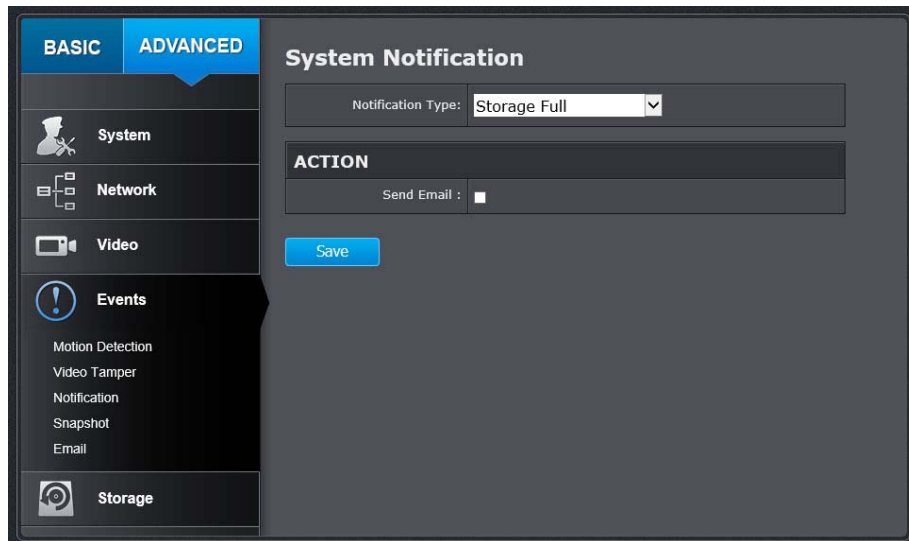 BASIC
ADVANCED
System
Network
Video
Events
Motion Detection
Video Tamper
Notification
Snapshot
Email
Storage
System Notification
Notification Type: Storage Full
ACTION
Send Email :
Save